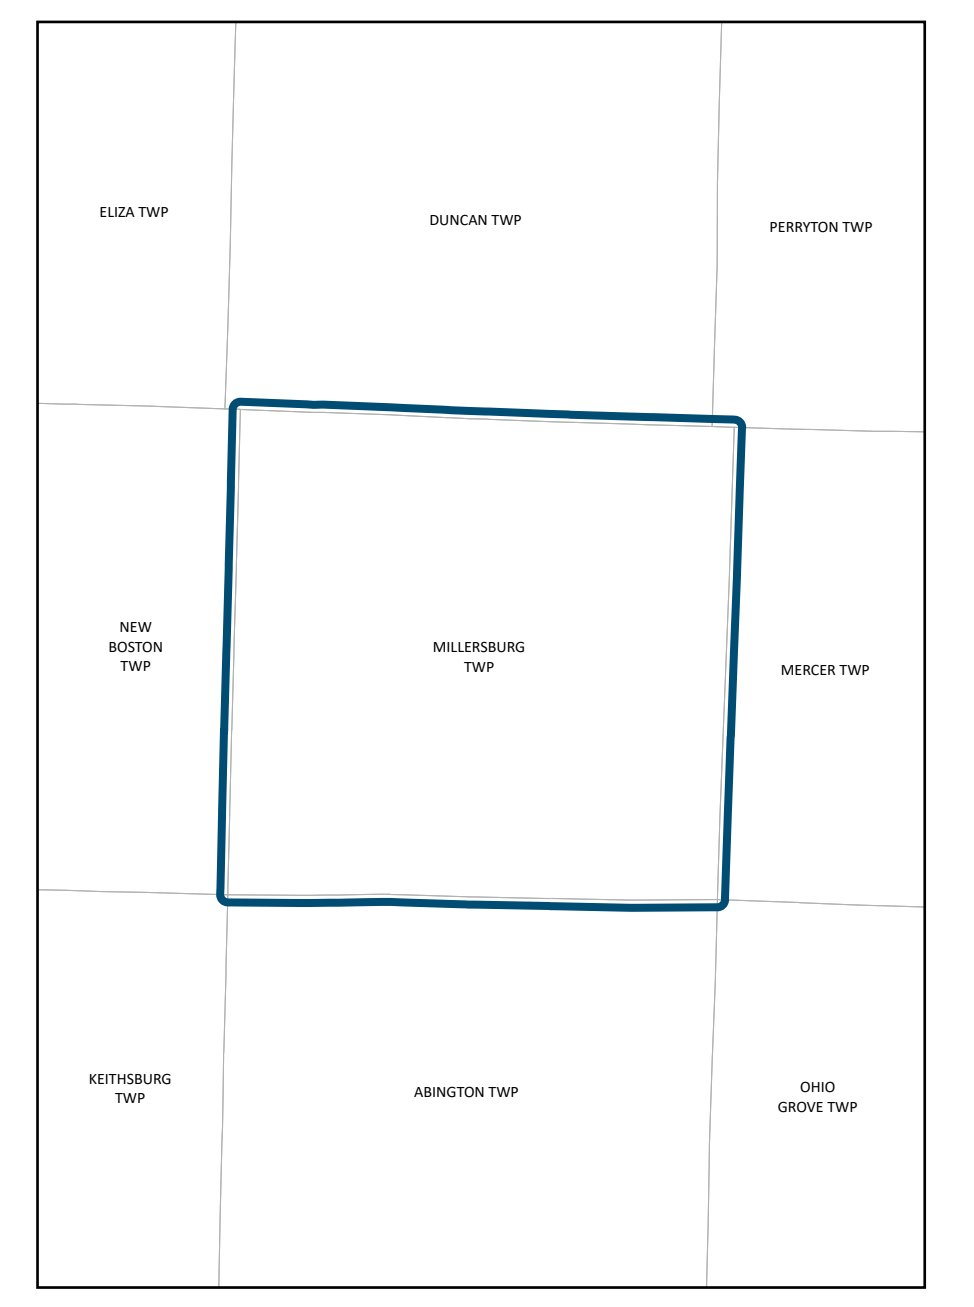 ELIZA TWP
DUNCAN TWP
PERRYTON TWP
NEW
BOSTON
TWP
MILLERSBURG
TWP
MERCER TWP
KEITHSBURG
TWP
ABINGTON TWP
OHIO
GROVE TWP